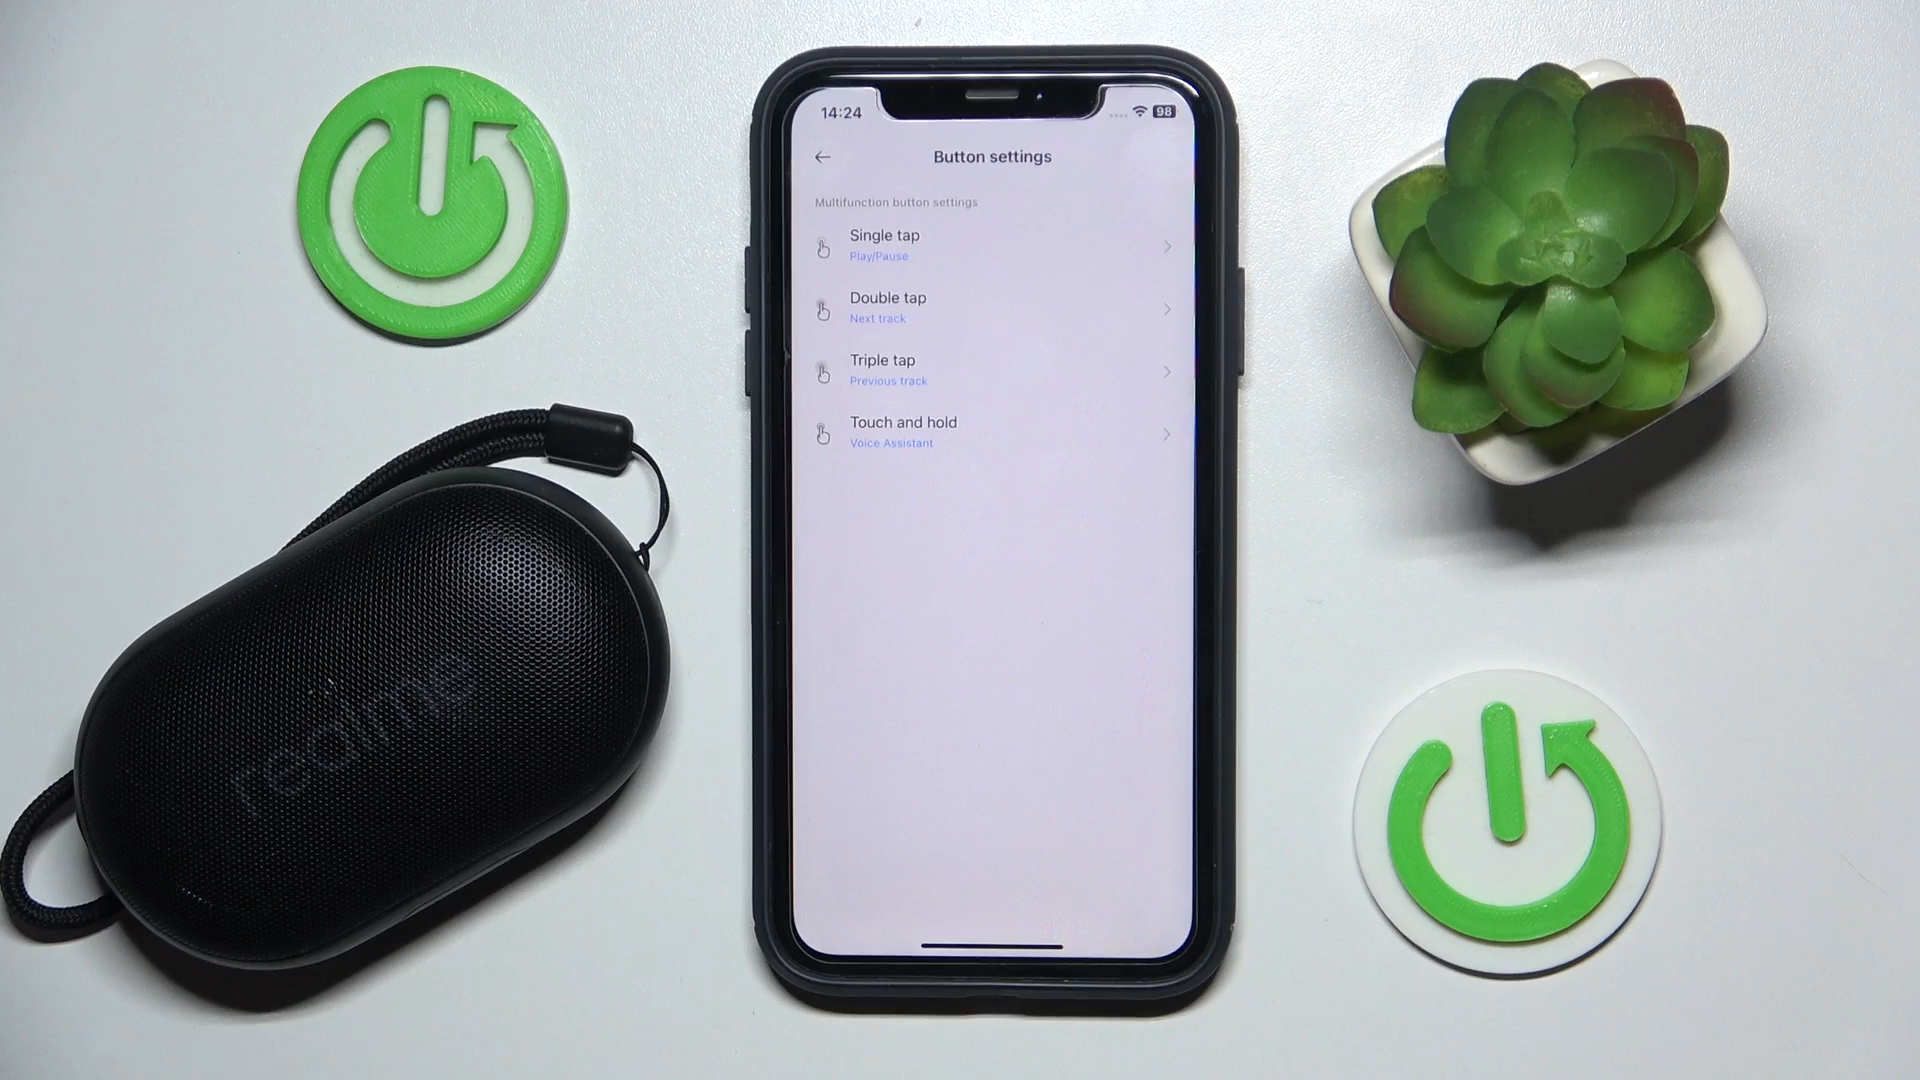 14:24
98
Button settings
Multifunction button settings
Single tap
Play/Pause
Double tap
Next track
Triple tap
Previous track
Touch and hold
Voice Assistant
realme